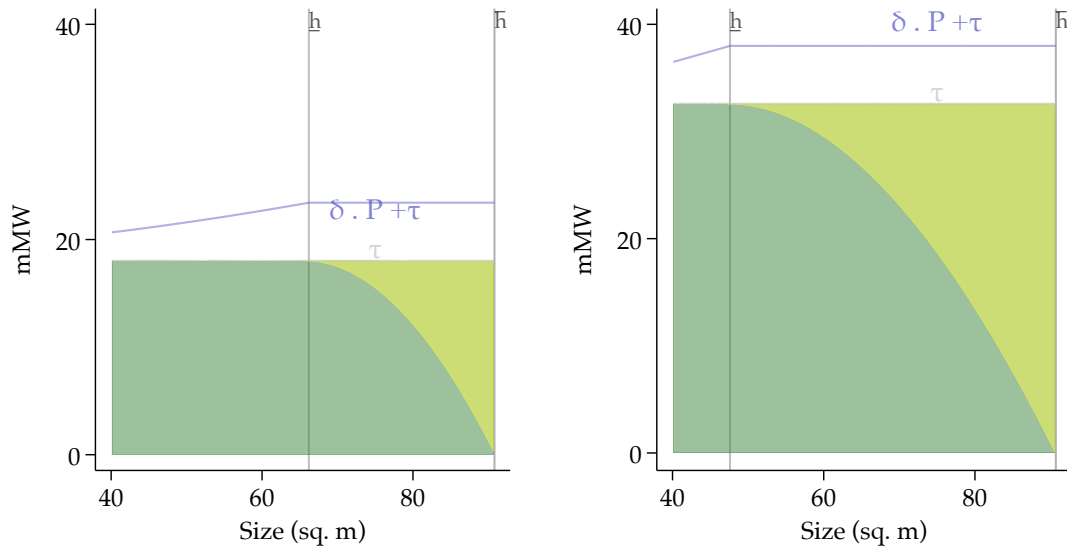 40
20
0
mMW
h
h̅
δ . P +τ
τ
40
60
80
Size (sq. m)
40
20
0
mMW
h
h̅
δ . P +τ
τ
40
60
80
Size (sq. m)